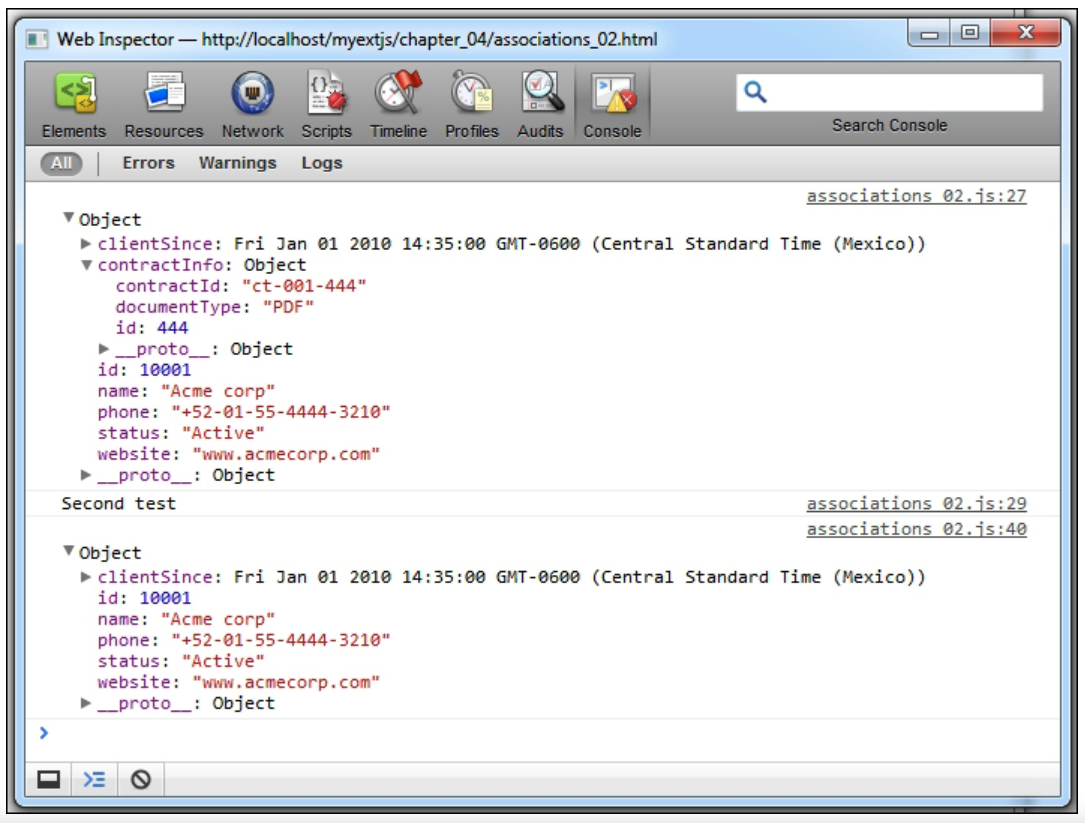 Web Inspector — http://localhost/myextjs/chapter_04/associations_02.html
Elements Resources Network Scripts Timeline Profiles Audits Console
Search Console
All Errors Warnings Logs
associations_02.js:27
▼Object
▶clientSince: Fri Jan 01 2010 14:35:00 GMT-0600 (Central Standard Time (Mexico))
▼contractInfo: Object
contractId: "ct-001-444"
documentType: "PDF"
id: 444
▶__proto__: Object
id: 10001
name: "Acme corp"
phone: "+52-01-55-4444-3210"
status: "Active"
website: "www.acmecorp.com"
▶__proto__: Object
Second test associations_02.js:29
associations_02.js:40
▼Object
▶clientSince: Fri Jan 01 2010 14:35:00 GMT-0600 (Central Standard Time (Mexico))
id: 10001
name: "Acme corp"
phone: "+52-01-55-4444-3210"
status: "Active"
website: "www.acmecorp.com"
▶__proto__: Object